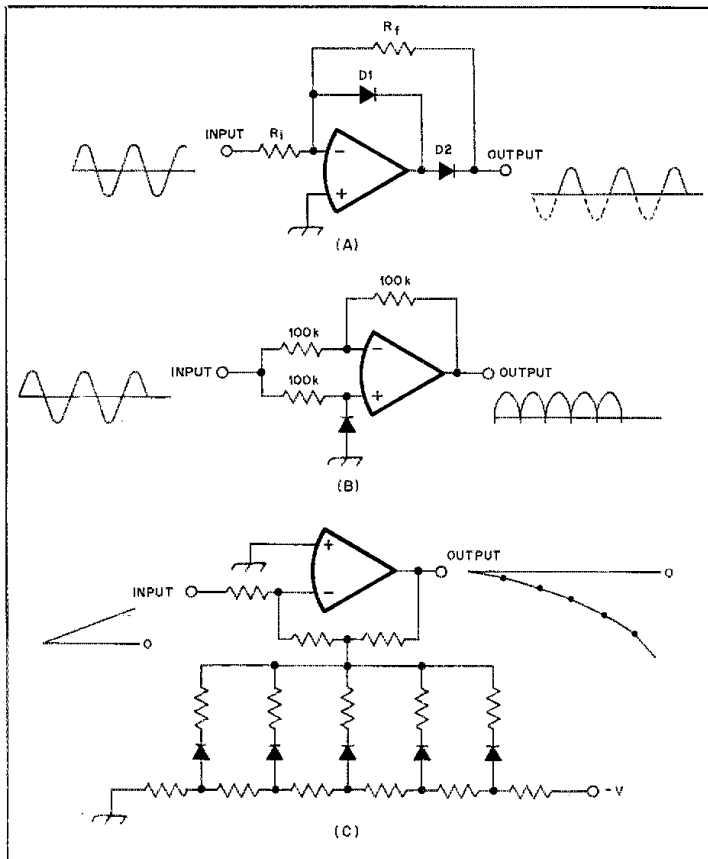 Rf
D1
INPUT
Ri
−
D2
OUTPUT
+
(A)
100k
100k
−
INPUT
OUTPUT
100k
+
(B)
OUTPUT
+
INPUT
−
0
0
-V
(C)